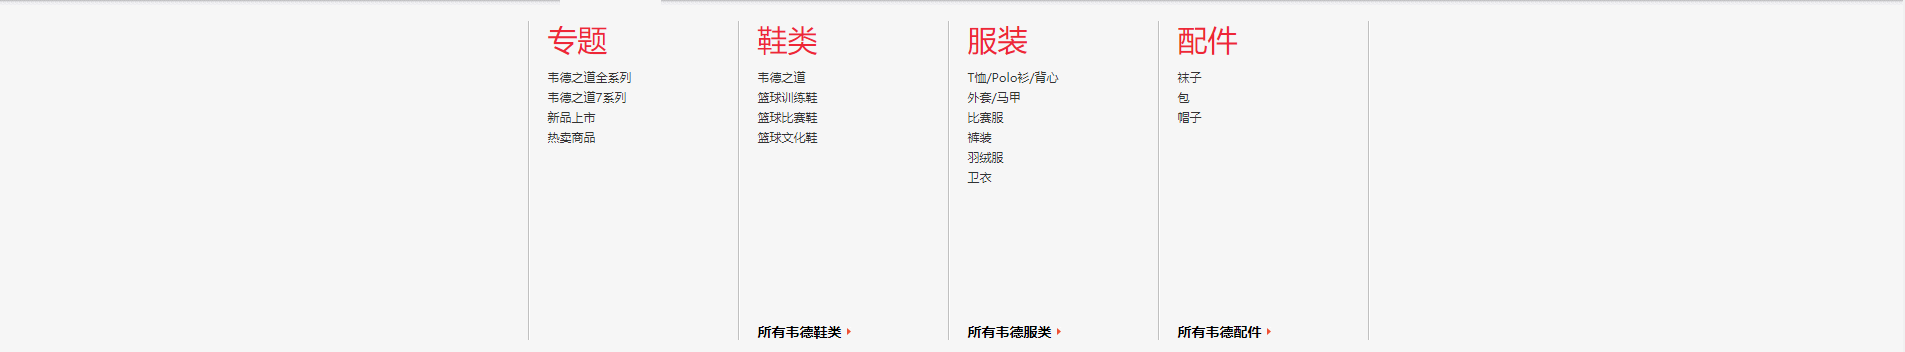 专题
韦德之道全系列
韦德之道7系列
新品上市
热卖商品
鞋类
韦德之道
篮球训练鞋
篮球比赛鞋
篮球文化鞋
所有韦德鞋类
服装
T恤/Polo衫/背心
外套/马甲
比赛服
裤装
羽绒服
卫衣
所有韦德服类
配件
袜子
包
帽子
所有韦德配件